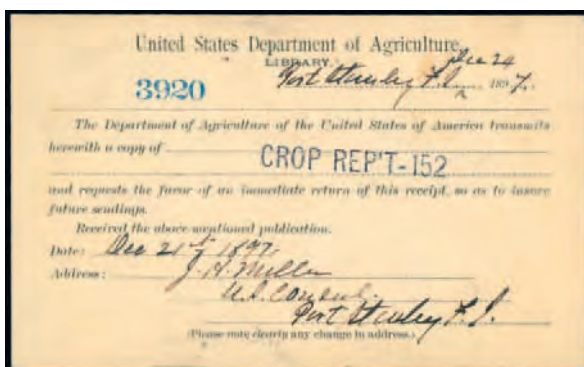 United States Department of Agriculture,
LIBRARY.
Dec 24
3920
Port Stanley F.I. 1897.
The Department of Agriculture of the United States of America transmits
herewith a copy of
CROP REP'T-152
and requests the favor of an immediate return of this receipt, so as to insure
future sendings.
Received the above-mentioned publication.
Date: Dec 21st 1897.
Address: J. H. Miller
U.S. Consul.
Port Stanley F.I.
(Please note clearly any change in address.)